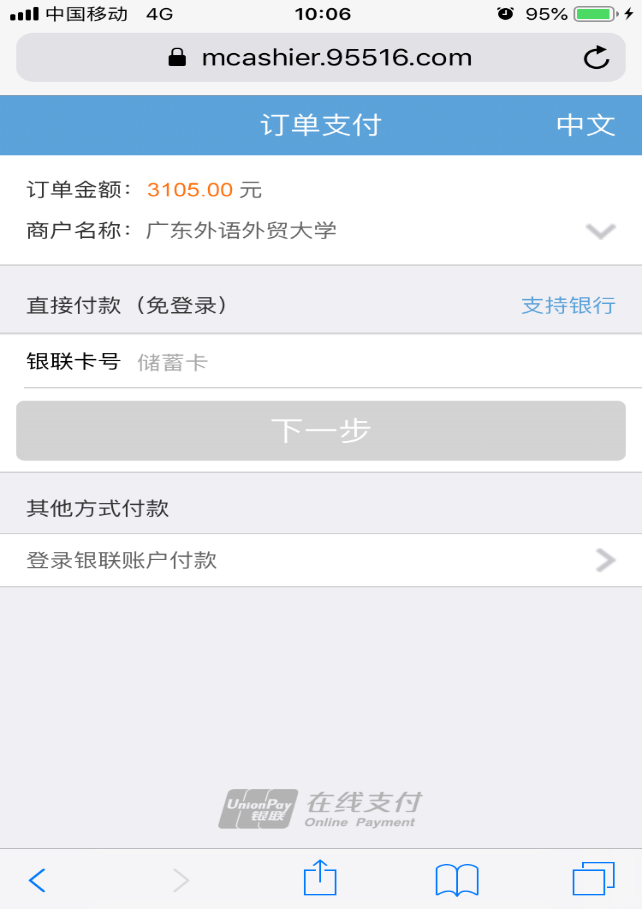 中国移动 4G 10:06 95%
mcashier.95516.com
订单支付 中文
订单金额: 3105.00 元
商户名称: 广东外语外贸大学
直接付款（免登录） 支持银行
银联卡号 储蓄卡
下一步
其他方式付款
登录银联账户付款
UnionPay 银联 在线支付
Online Payment